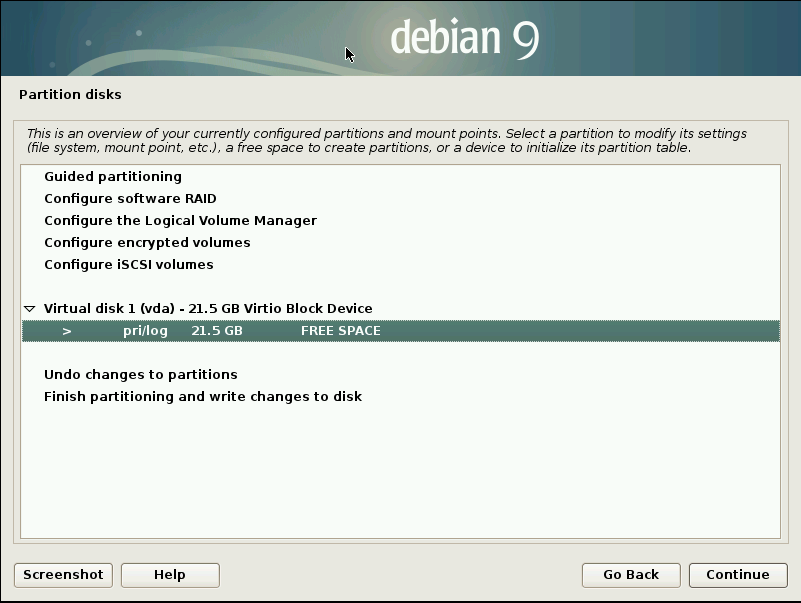 debian 9
Partition disks
This is an overview of your currently configured partitions and mount points. Select a partition to modify its settings
(file system, mount point, etc.), a free space to create partitions, or a device to initialize its partition table.
Guided partitioning
Configure software RAID
Configure the Logical Volume Manager
Configure encrypted volumes
Configure iSCSI volumes
Virtual disk 1 (vda) - 21.5 GB Virtio Block Device
> pri/log 21.5 GB FREE SPACE
Undo changes to partitions
Finish partitioning and write changes to disk
Screenshot Help Go Back Continue